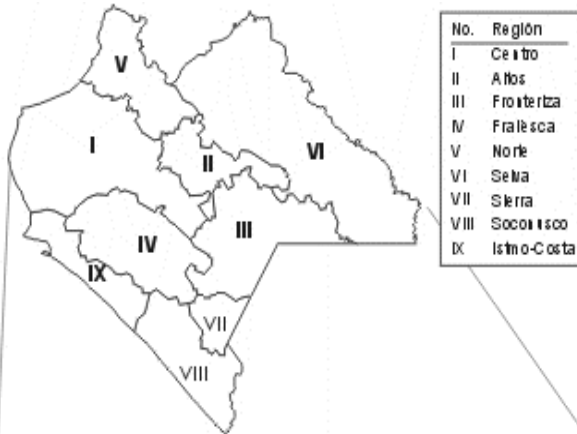 V
I
II
VI
III
IV
IX
VII
VIII
No. Región
I Centro
II Altos
III Fronteriza
IV Frailesca
V Norte
VI Selva
VII Sierra
VIII Soconusco
IX Istmo-Costa